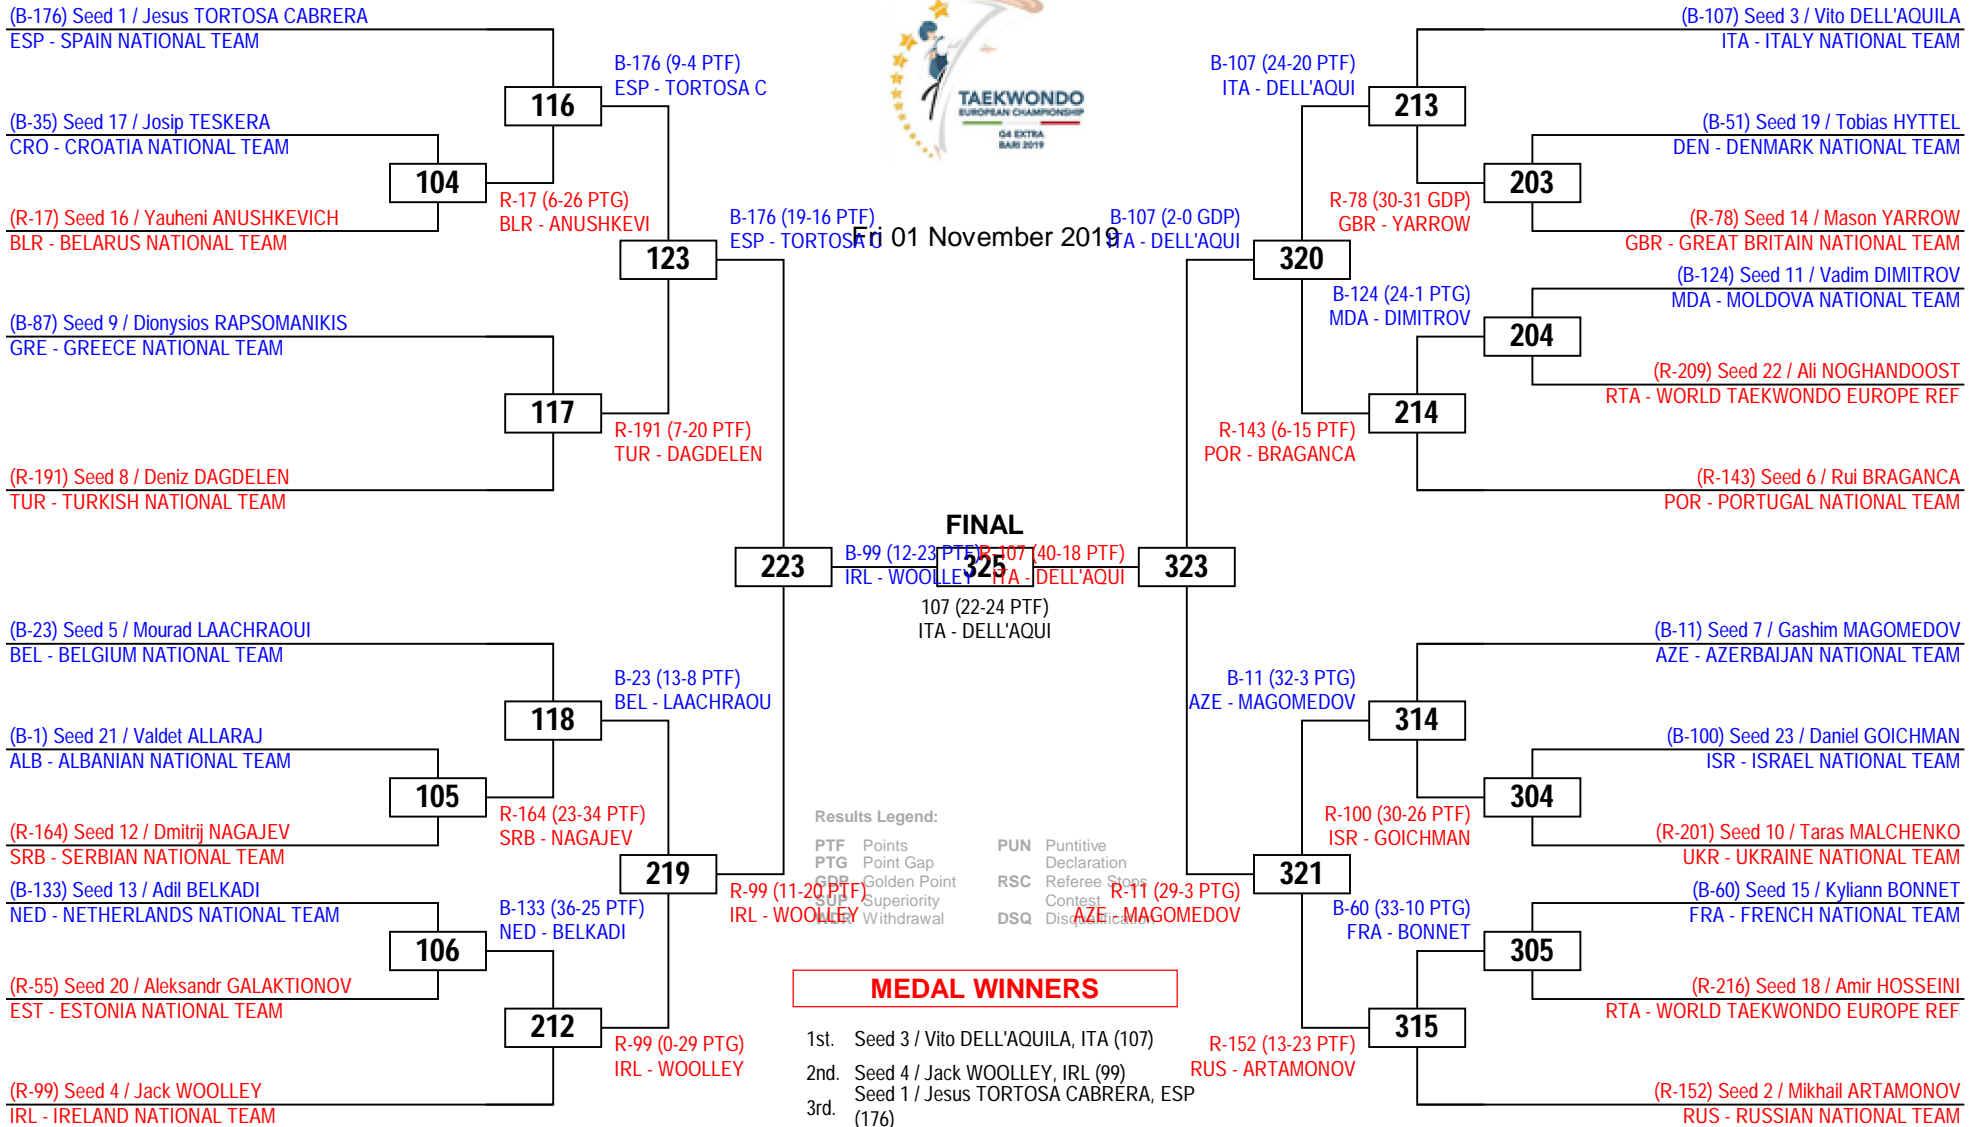 (B-176) Seed 1 / Jesus TORTOSA CABRERA
ESP - SPAIN NATIONAL TEAM
(B-35) Seed 17 / Josip TESKERA
CRO - CROATIA NATIONAL TEAM
(R-17) Seed 16 / Yauheni ANUSHKEVICH
BLR - BELARUS NATIONAL TEAM
(B-87) Seed 9 / Dionysios RAPSOMANIKIS
GRE - GREECE NATIONAL TEAM
(R-191) Seed 8 / Deniz DAGDELEN
TUR - TURKISH NATIONAL TEAM
(B-23) Seed 5 / Mourad LAACHRAOUI
BEL - BELGIUM NATIONAL TEAM
(B-1) Seed 21 / Valdet ALLARAJ
ALB - ALBANIAN NATIONAL TEAM
(R-164) Seed 12 / Dmitrij NAGAJEV
SRB - SERBIAN NATIONAL TEAM
(B-133) Seed 13 / Adil BELKADI
NED - NETHERLANDS NATIONAL TEAM
(R-55) Seed 20 / Aleksandr GALAKTIONOV
EST - ESTONIA NATIONAL TEAM
(R-99) Seed 4 / Jack WOOLLEY
IRL - IRELAND NATIONAL TEAM
104
R-17 (6-26 PTG)
BLR - ANUSHKEVI
105
R-164 (23-34 PTF)
SRB - NAGAJEV
106
B-133 (36-25 PTF)
NED - BELKADI
116
B-176 (9-4 PTF)
ESP - TORTOSA C
117
R-191 (7-20 PTF)
TUR - DAGDELEN
118
B-23 (13-8 PTF)
BEL - LAACHRAOU
212
R-99 (0-29 PTG)
IRL - WOOLLEY
123
B-176 (19-16 PTF)
ESP - TORTOSA C
219
R-99 (11-20 PTF)
IRL - WOOLLEY
223
B-99 (12-23 PTF)
IRL - WOOLLEY
TAEKWONDO
EUROPEAN CHAMPIONSHIP
G4 EXTRA
BARI 2019
Fri 01 November 2019
FINAL
325
107 (22-24 PTF)
ITA - DELL'AQUI
R-107 (40-18 PTF)
ITA - DELL'AQUI
323
B-107 (2-0 GDP)
ITA - DELL'AQUI
320
R-11 (29-3 PTG)
AZE - MAGOMEDOV
321
B-107 (24-20 PTF)
ITA - DELL'AQUI
213
R-143 (6-15 PTF)
POR - BRAGANCA
214
B-11 (32-3 PTG)
AZE - MAGOMEDOV
314
R-152 (13-23 PTF)
RUS - ARTAMONOV
315
R-78 (30-31 GDP)
GBR - YARROW
203
B-124 (24-1 PTG)
MDA - DIMITROV
204
R-100 (30-26 PTF)
ISR - GOICHMAN
304
B-60 (33-10 PTG)
FRA - BONNET
305
(B-107) Seed 3 / Vito DELL'AQUILA
ITA - ITALY NATIONAL TEAM
(B-51) Seed 19 / Tobias HYTTEL
DEN - DENMARK NATIONAL TEAM
(R-78) Seed 14 / Mason YARROW
GBR - GREAT BRITAIN NATIONAL TEAM
(B-124) Seed 11 / Vadim DIMITROV
MDA - MOLDOVA NATIONAL TEAM
(R-209) Seed 22 / Ali NOGHANDOOST
RTA - WORLD TAEKWONDO EUROPE REF
(R-143) Seed 6 / Rui BRAGANCA
POR - PORTUGAL NATIONAL TEAM
(B-11) Seed 7 / Gashim MAGOMEDOV
AZE - AZERBAIJAN NATIONAL TEAM
(B-100) Seed 23 / Daniel GOICHMAN
ISR - ISRAEL NATIONAL TEAM
(R-201) Seed 10 / Taras MALCHENKO
UKR - UKRAINE NATIONAL TEAM
(B-60) Seed 15 / Kyliann BONNET
FRA - FRENCH NATIONAL TEAM
(R-216) Seed 18 / Amir HOSSEINI
RTA - WORLD TAEKWONDO EUROPE REF
(R-152) Seed 2 / Mikhail ARTAMONOV
RUS - RUSSIAN NATIONAL TEAM
Results Legend:
PTF Points
PTG Point Gap
GDP Golden Point
SUP Superiority
WDR Withdrawal
PUN Puntitive
Declaration
RSC Referee Stops
Contest
DSQ Disqualification
MEDAL WINNERS
1st. Seed 3 / Vito DELL'AQUILA, ITA (107)
2nd. Seed 4 / Jack WOOLLEY, IRL (99)
3rd. Seed 1 / Jesus TORTOSA CABRERA, ESP
(176)